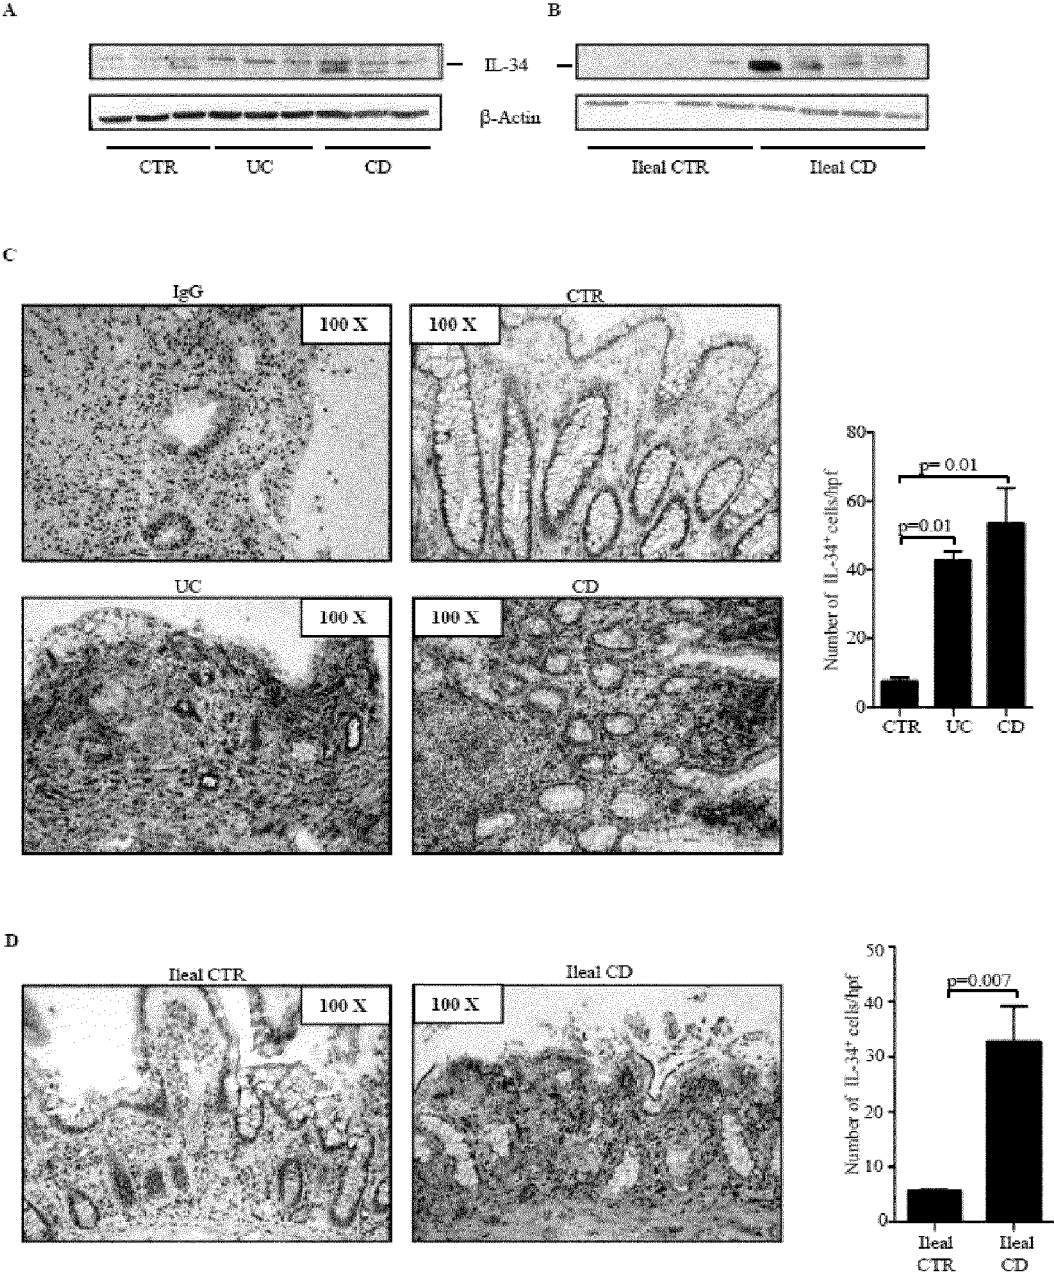 A
B
IL-34
β-Actin
CTR UC CD
Ileal CTR Ileal CD
C
IgG
CTR
100 X
100 X
UC
CD
100 X
100 X
80
60
40
20
0
Number of IL-34+ cells/hpf
p= 0.01
p=0.01
CTR UC CD
D
Ileal CTR
Ileal CD
100 X
100 X
50
40
30
20
10
0
Number of IL-34+ cells/hpf
p=0.007
Ileal CTR
Ileal CD